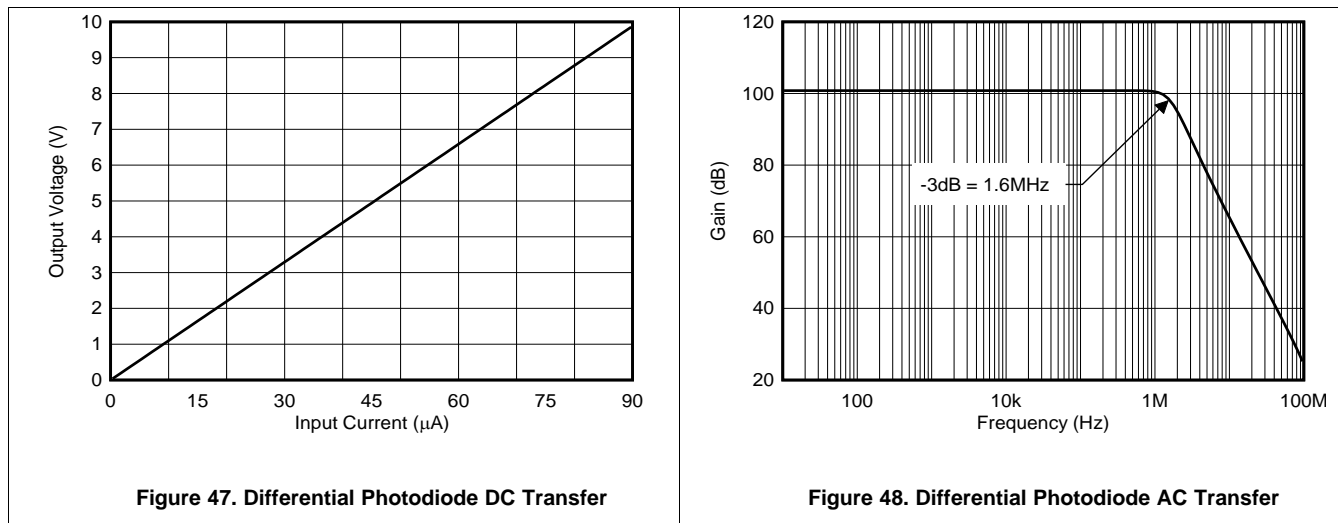 10
9
8
7
6
5
4
3
2
1
0
Output Voltage (V)
0 15 30 45 60 75 90
Input Current (μA)
Figure 47. Differential Photodiode DC Transfer
120
100
80
60
40
20
Gain (dB)
-3dB = 1.6MHz
100 10k 1M 100M
Frequency (Hz)
Figure 48. Differential Photodiode AC Transfer